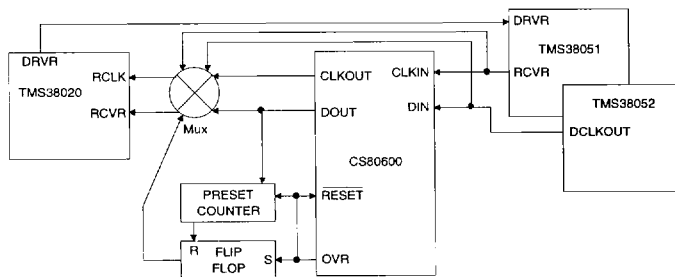 DRVR
RCLK
TMS38020
RCVR
Mux
CLKOUT
CLKIN
DOUT
DIN
CS80600
RESET
OVR
PRESET
COUNTER
R
FLIP
FLOP
S
DRVR
TMS38051
RCVR
TMS38052
DCLKOUT